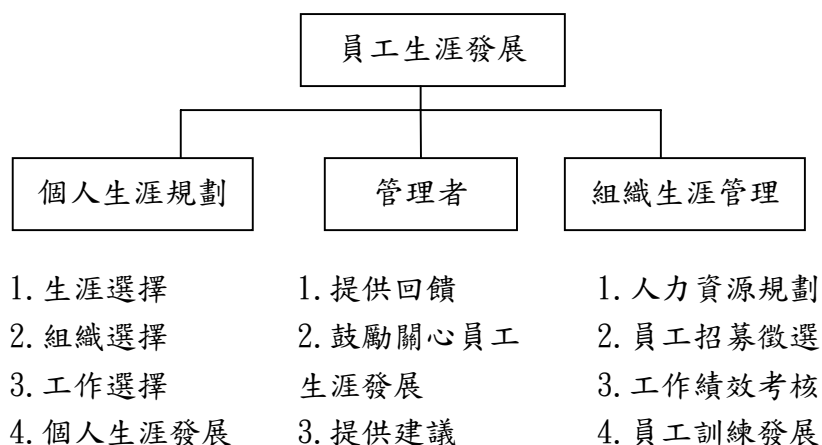 員工生涯發展
個人生涯規劃
管理者
組織生涯管理
1.生涯選擇
2.組織選擇
3.工作選擇
4.個人生涯發展
1.提供回饋
2.鼓勵關心員工
生涯發展
3.提供建議
1.人力資源規劃
2.員工招募徵選
3.工作績效考核
4.員工訓練發展